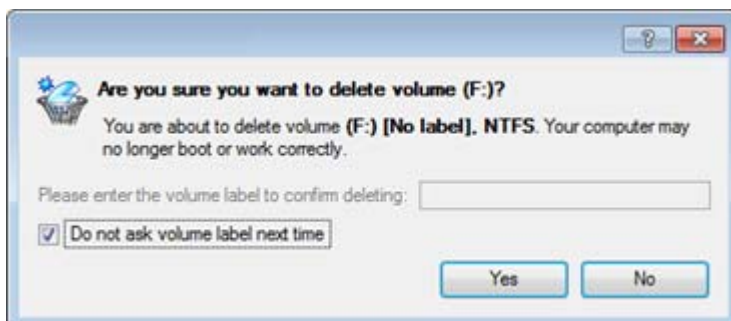 Are you sure you want to delete volume (F:)?
You are about to delete volume (F:) [No label], NTFS. Your computer may
no longer boot or work correctly.
Please enter the volume label to confirm deleting:
Do not ask volume label next time
Yes
No